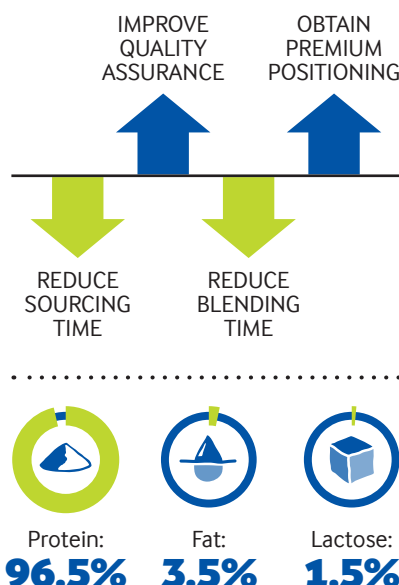 IMPROVE
QUALITY
ASSURANCE
OBTAIN
PREMIUM
POSITIONING
REDUCE
SOURCING
TIME
REDUCE
BLENDING
TIME
Protein:
96.5%
Fat:
3.5%
Lactose:
1.5%